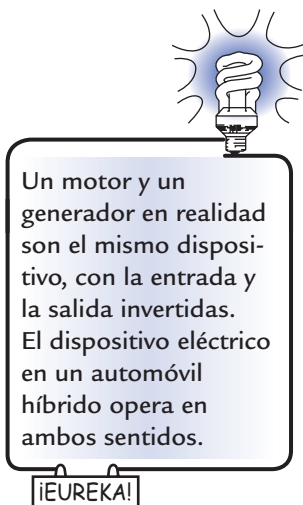 Un motor y un
generador en realidad
son el mismo disposi-
tivo, con la entrada y
la salida invertidas.
El dispositivo eléctrico
en un automóvil
híbrido opera en
ambos sentidos.
¡EUREKA!